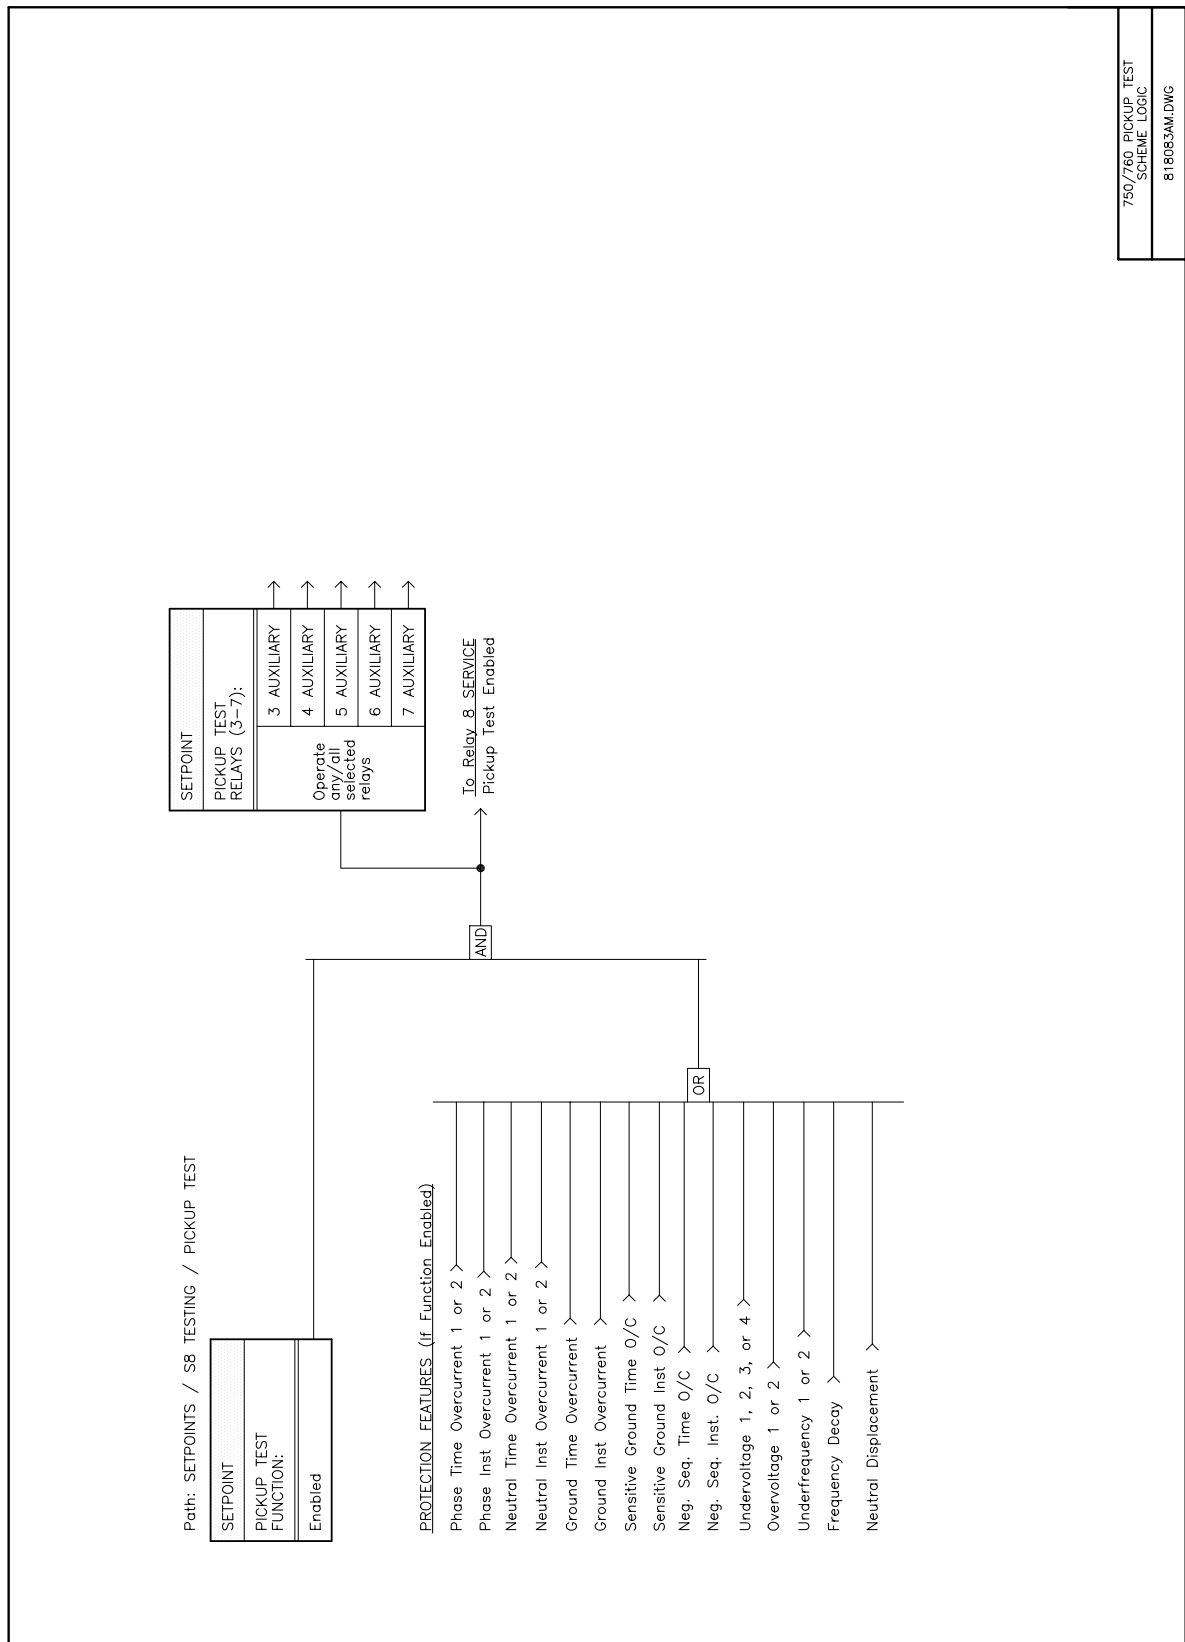 Path: SETPOINTS / S8 TESTING / PICKUP TEST
SETPOINT
PICKUP TEST
FUNCTION:
Enabled
PROTECTION FEATURES (If Function Enabled)
Phase Time Overcurrent 1 or 2
Phase Inst Overcurrent 1 or 2
Neutral Time Overcurrent 1 or 2
Neutral Inst Overcurrent 1 or 2
Ground Time Overcurrent
Ground Inst Overcurrent
Sensitive Ground Time O/C
Sensitive Ground Inst O/C
Neg. Seq. Time O/C
Neg. Seq. Inst. O/C
Undervoltage 1, 2, 3, or 4
Overvoltage 1 or 2
Underfrequency 1 or 2
Frequency Decay
Neutral Displacement
OR
AND
SETPOINT
PICKUP TEST
RELAYS (3-7):
Operate
any/all
selected
relays
3 AUXILIARY
4 AUXILIARY
5 AUXILIARY
6 AUXILIARY
7 AUXILIARY
To Relay 8 SERVICE
Pickup Test Enabled
750/760 PICKUP TEST
SCHEME LOGIC
818083AM.DWG